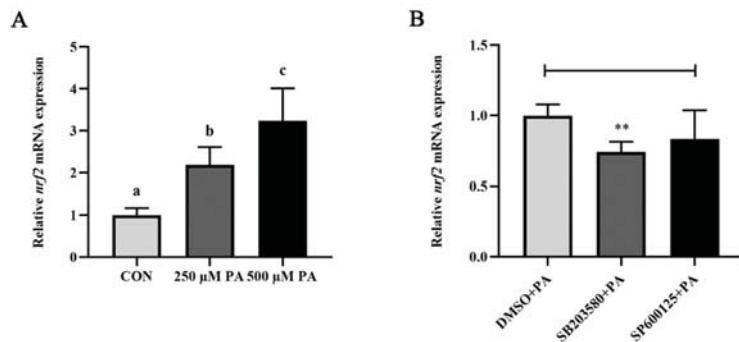 A
Relative nrf2 mRNA expression
5
4
3
2
1
0
a
b
c
CON
250 µM PA
500 µM PA
B
Relative nrf2 mRNA expression
1.5
1.0
0.5
0.0
**
DMSO+PA
SB203580+PA
SP600125+PA